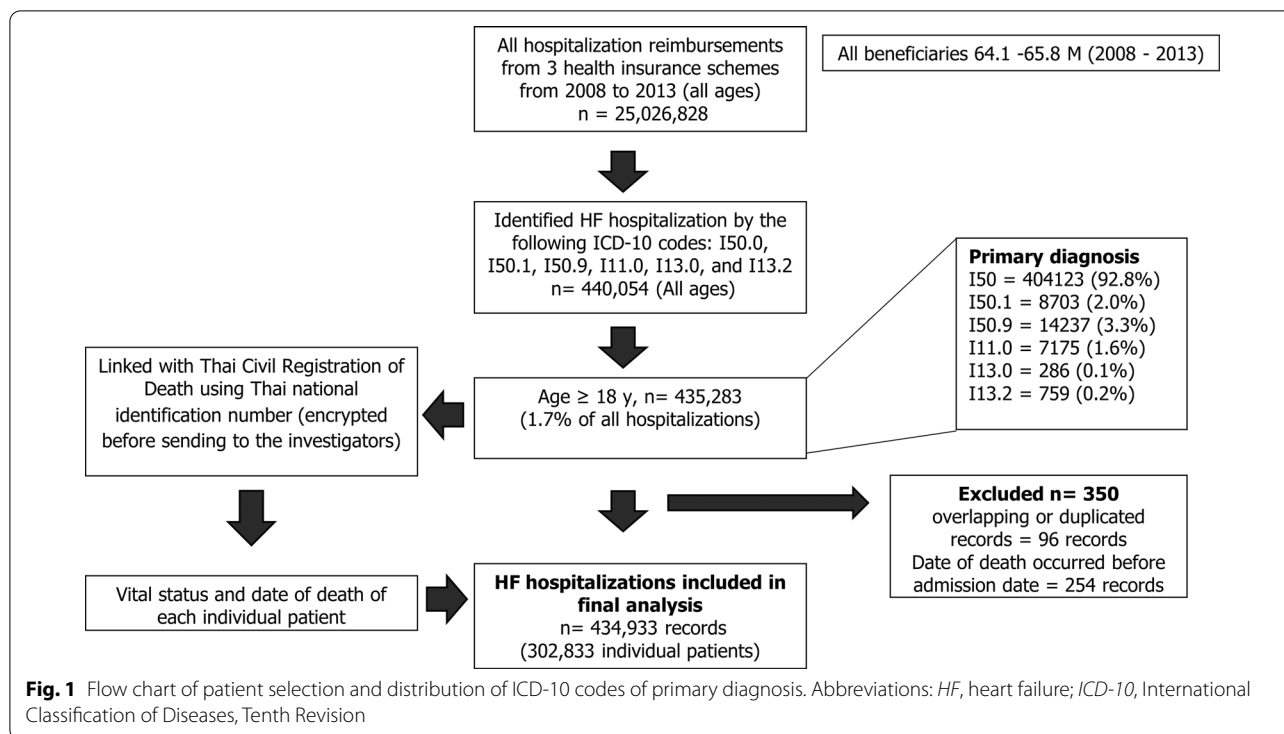 All hospitalization reimbursements
from 3 health insurance schemes
from 2008 to 2013 (all ages)
n = 25,026,828
All beneficiaries 64.1 -65.8 M (2008 - 2013)
Identified HF hospitalization by the
following ICD-10 codes: I50.0,
I50.1, I50.9, I11.0, I13.0, and I13.2
n= 440,054 (All ages)
Primary diagnosis
I50 = 404123 (92.8%)
I50.1 = 8703 (2.0%)
I50.9 = 14237 (3.3%)
I11.0 = 7175 (1.6%)
I13.0 = 286 (0.1%)
I13.2 = 759 (0.2%)
Linked with Thai Civil Registration of
Death using Thai national
identification number (encrypted
before sending to the investigators)
Age ≥ 18 y, n= 435,283
(1.7% of all hospitalizations)
Excluded n= 350
overlapping or duplicated
records = 96 records
Date of death occurred before
admission date = 254 records
Vital status and date of death of
each individual patient
HF hospitalizations included in
final analysis
n= 434,933 records
(302,833 individual patients)
Fig. 1 Flow chart of patient selection and distribution of ICD-10 codes of primary diagnosis. Abbreviations: HF, heart failure; ICD-10, International
Classification of Diseases, Tenth Revision